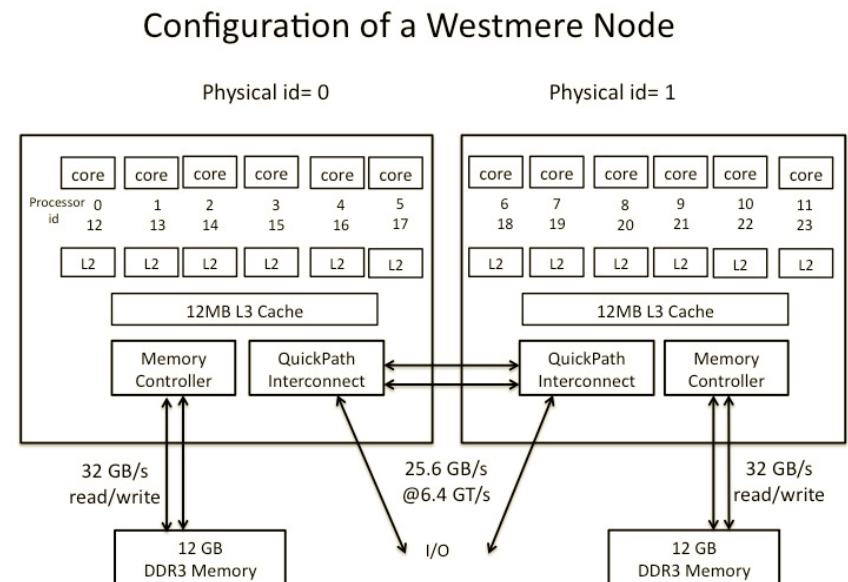 Configuration of a Westmere Node
Physical id= 0
Physical id= 1
core core core core core core
core core core core core core
Processor id
0 1 2 3 4 5
12 13 14 15 16 17
6 7 8 9 10 11
18 19 20 21 22 23
L2 L2 L2 L2 L2 L2
L2 L2 L2 L2 L2 L2
12MB L3 Cache
12MB L3 Cache
Memory
Controller
QuickPath
Interconnect
QuickPath
Interconnect
Memory
Controller
32 GB/s
read/write
25.6 GB/s
@6.4 GT/s
32 GB/s
read/write
I/O
12 GB
DDR3 Memory
12 GB
DDR3 Memory